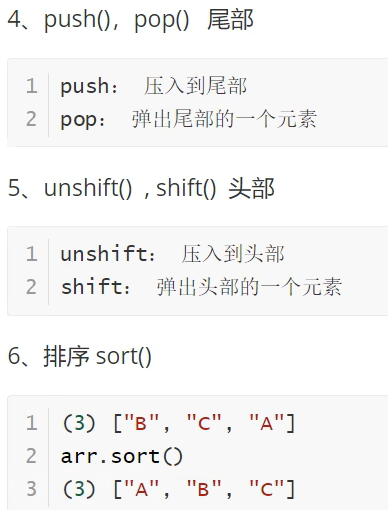 4、push()，pop() 尾部
1 push： 压入到尾部
2 pop： 弹出尾部的一个元素
5、unshift() ，shift() 头部
1 unshift： 压入到头部
2 shift： 弹出头部的一个元素
6、排序 sort()
1 (3) ["B", "C", "A"]
2 arr.sort()
3 (3) ["A", "B", "C"]